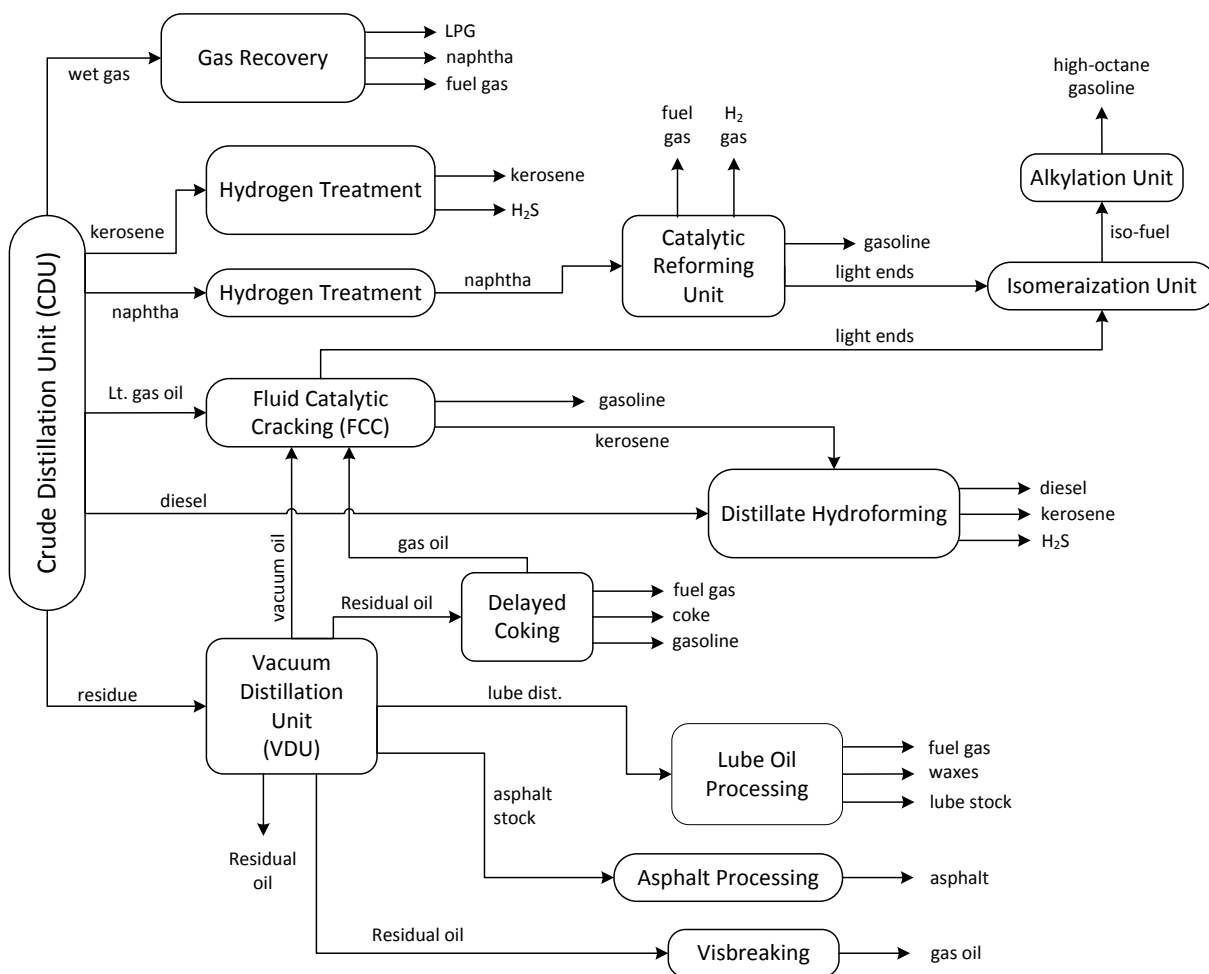 LPG
Gas Recovery
naphtha
wet gas
fuel gas
high-octane
gasoline
fuel
gas
H₂
gas
Hydrogen Treatment
kerosene
H₂S
Alkylation Unit
kerosene
Catalytic
Reforming
Unit
gasoline
iso-fuel
Hydrogen Treatment
naphtha
light ends
Isomeraization Unit
naphtha
Crude Distillation Unit (CDU)
light ends
Lt. gas oil
Fluid Catalytic
Cracking (FCC)
gasoline
kerosene
diesel
Distillate Hydroforming
diesel
kerosene
H₂S
vacuum oil
gas oil
Residual oil
Delayed
Coking
fuel gas
coke
gasoline
residue
Vacuum
Distillation
Unit
(VDU)
lube dist.
Lube Oil
Processing
fuel gas
waxes
lube stock
asphalt
stock
Residual
oil
Asphalt Processing
asphalt
Residual oil
Visbreaking
gas oil